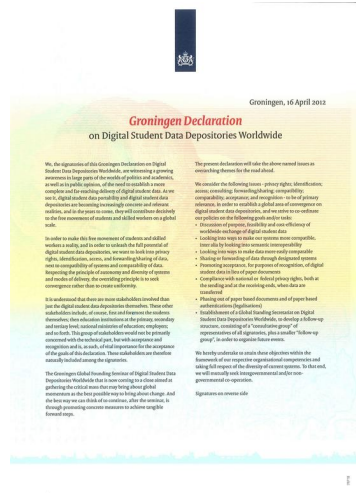 Groningen, 16 April 2012
Groningen Declaration
on Digital Student Data Depositories Worldwide
We, the signatories of this Groningen Declaration on Digital
Student Data Depositories Worldwide, are witnessing a growing
awareness in large parts of the worlds of politics and academics,
as well as in public opinion, of the need to establish a more
complete and far-reaching delivery of digital student data. As we
see it, digital student data portability and digital student data
depositories are becoming increasingly concrete and relevant
realities, and in the years to come, they will contribute decisively
to the free movement of students and skilled workers on a global
scale.
In order to make this free movement of students and skilled
workers a reality, and in order to unleash the full potential of
digital student data depositories, we want to look into privacy
rights, identification, access, and forwarding/sharing of data,
next to compatibility of systems and comparability of data.
Respecting the principle of autonomy and diversity of systems
and modes of delivery, the overriding principle is to seek
convergence rather than to create uniformity.
It is understood that there are more stakeholders involved than
just the digital student data depositories themselves. These other
stakeholders include, of course, first and foremost the students
themselves; then education institutions at the primary, secondary
and tertiary level; national ministries of education; employers;
and so forth. This group of stakeholders would not be primarily
concerned with the technical part, but with acceptance and
recognition and is, as such, of vital importance for the acceptance
of the goals of this declaration. These stakeholders are therefore
naturally included among the signatories.
The Groningen Global Founding Seminar of Digital Student Data
Depositories Worldwide that is now coming to a close aimed at
gathering the critical mass that may bring about global
momentum as the best possible way to bring about change. And
the best way we can think of to continue, after the seminar, is
through promoting concrete measures to achieve tangible
forward steps.
The present declaration will take the above named issues as
overarching themes for the road ahead.
We consider the following issues - privacy rights; identification;
access; consulting; forwarding/sharing; compatibility;
comparability; acceptance; and recognition - to be of primary
relevance, in order to establish a global area of convergence on
digital student data depositories, and we strive to co-ordinate
our policies on the following goals and/or tasks:
• Discussion of purpose, feasibility and cost-efficiency of
worldwide exchange of digital student data
• Looking into ways to make our systems more compatible,
inter alia by looking into semantic interoperability
• Looking into ways to make data more easily comparable
• Sharing or forwarding of data through designated systems
• Promoting acceptance, for purposes of recognition, of digital
student data in lieu of paper documents
• Compliance with national or federal privacy rights, both at
the sending and at the receiving ends, when data are
transferred
• Phasing out of paper based documents and of paper based
authentications (legalisations)
• Establishment of a Global Standing Secretariat on Digital
Student Data Depositories Worldwide, to develop a follow-up
structure, consisting of a "consultative group" of
representatives of all signatories, plus a smaller "follow-up
group", in order to organize future events.
We hereby undertake to attain these objectives within the
framework of our respective organisational competencies and
taking full respect of the diversity of current systems. To that end,
we will mutually seek intergovernmental and/or non-
governmental co-operation.
Signatures on reverse side